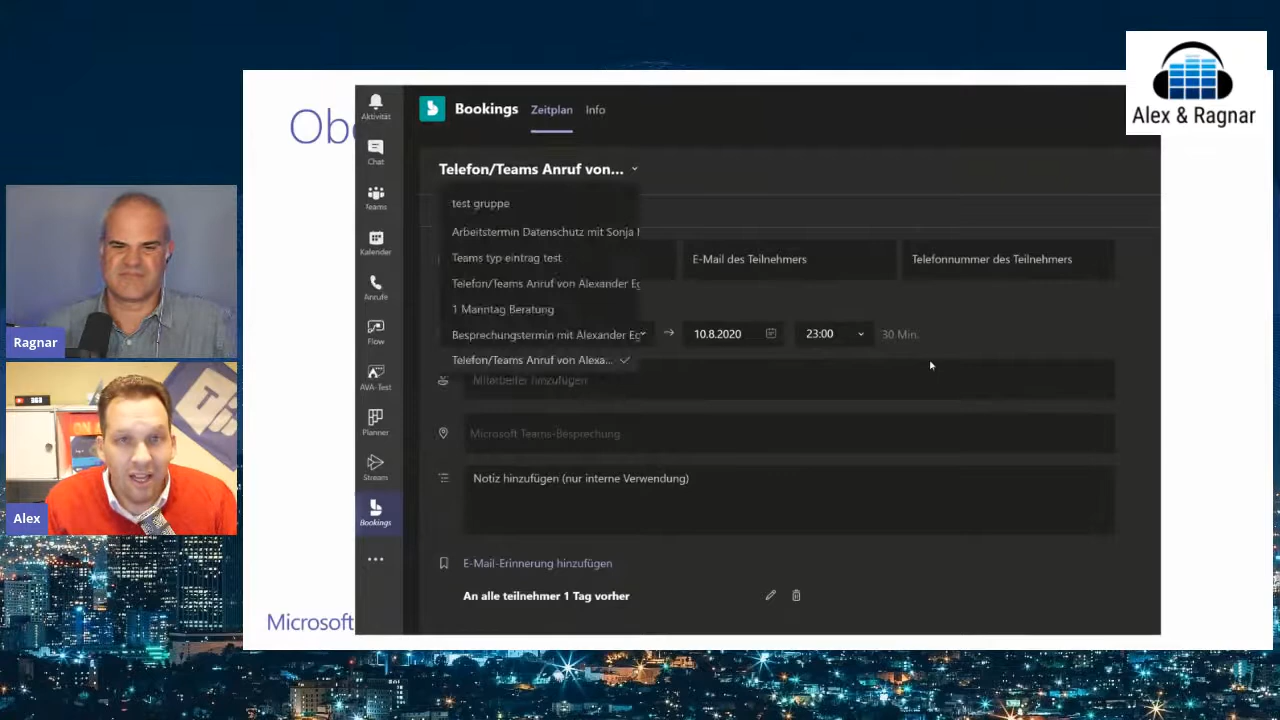 Alex & Ragnar
Bookings Zeitplan Info
Aktivität
Chat
Teams
Kalender
Anrufe
Flow
AVA-Test
Planner
Stream
Bookings
Telefon/Teams Anruf von...
test gruppe
Arbeitstermin Datenschutz mit Sonja
Teams typ eintrag test
Telefon/Teams Anruf von Alexander Eg
1 Manntag Beratung
Besprechungstermin mit Alexander Eg
Telefon/Teams Anruf von Alexa...
E-Mail des Teilnehmers
Telefonnummer des Teilnehmers
10.8.2020
23:00
30 Min.
Mitarbeiter hinzufügen
Microsoft Teams-Besprechung
Notiz hinzufügen (nur interne Verwendung)
E-Mail-Erinnerung hinzufügen
An alle teilnehmer 1 Tag vorher
Microsoft
Ragnar
Alex